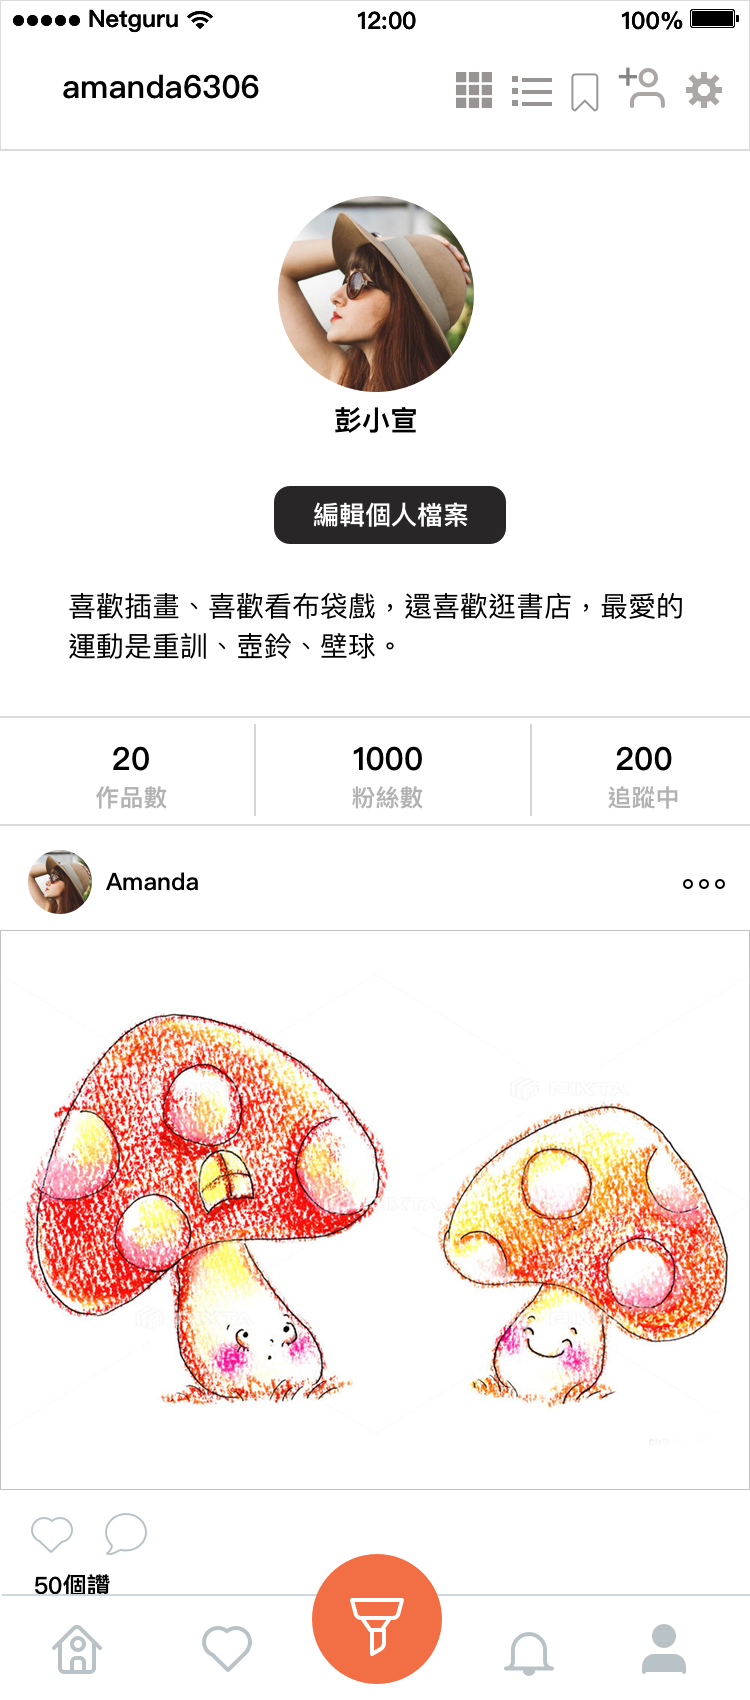 Netguru 12:00 100%
amanda6306
彭小宣
編輯個人檔案
喜歡插畫、喜歡看布袋戲，還喜歡逛書店，最愛的
運動是重訓、壺鈴、壁球。
20 1000 200
作品數 粉絲數 追蹤中
Amanda
PIXTA
PIXTA
PIXTA
50個讚